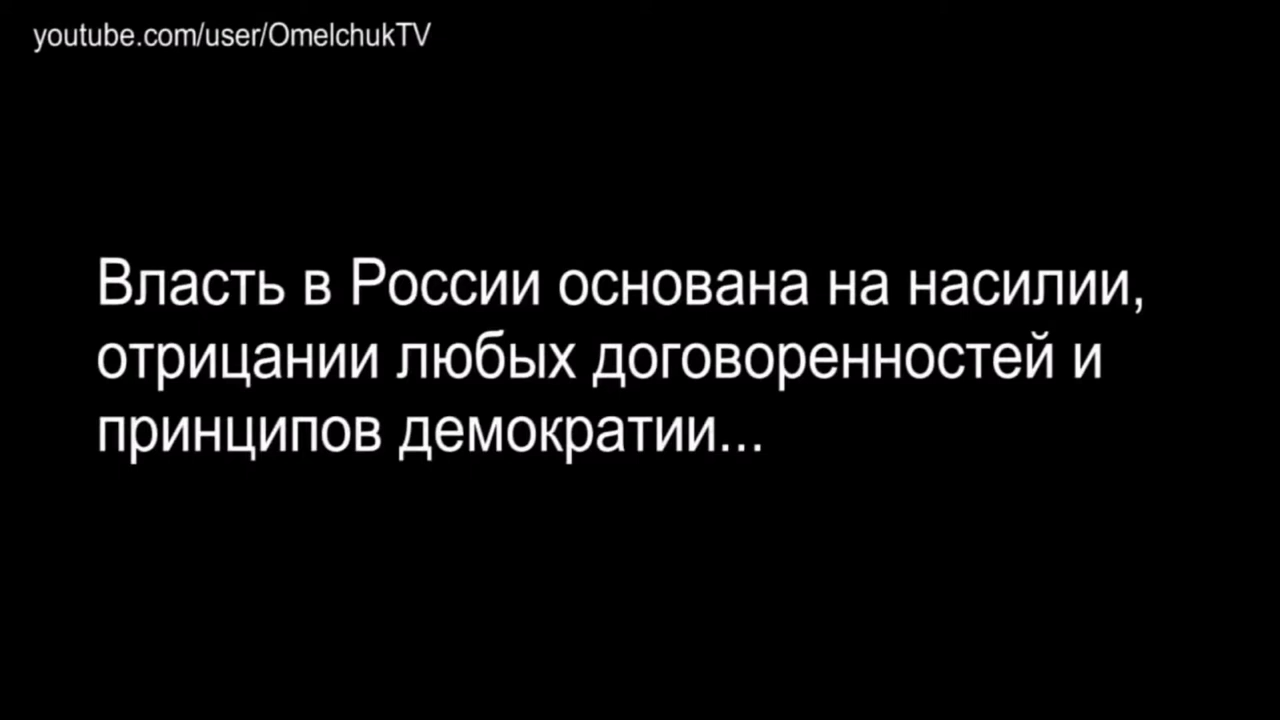 youtube.com/user/OmelchukTV
Власть в России основана на насилии,
отрицании любых договоренностей и
принципов демократии...